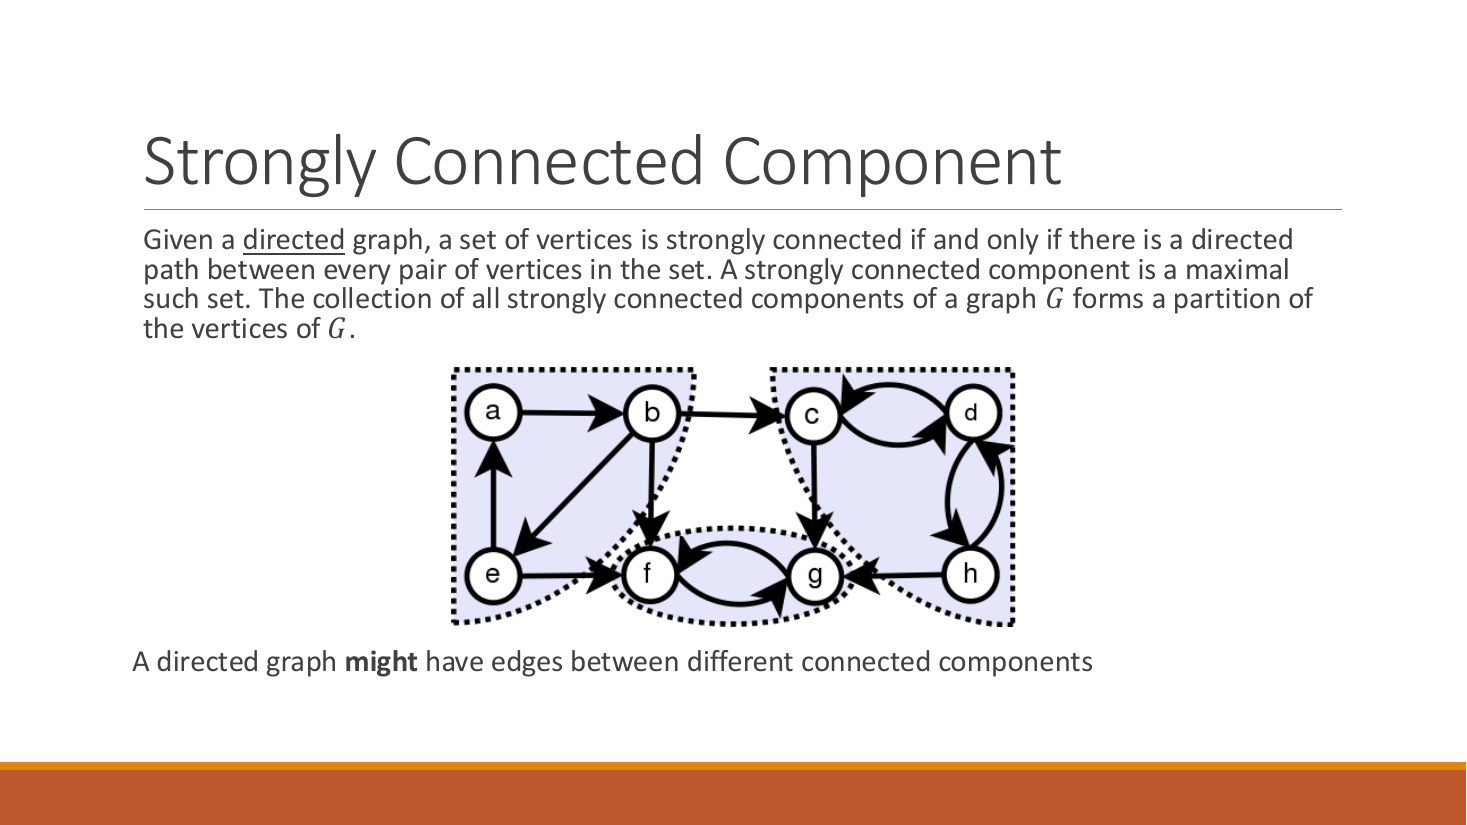 Strongly Connected Component
Given a directed graph, a set of vertices is strongly connected if and only if there is a directed
path between every pair of vertices in the set. A strongly connected component is a maximal
such set. The collection of all strongly connected components of a graph 𝐺 forms a partition of
the vertices of 𝐺.
a b c d
e f g h
A directed graph might have edges between different connected components